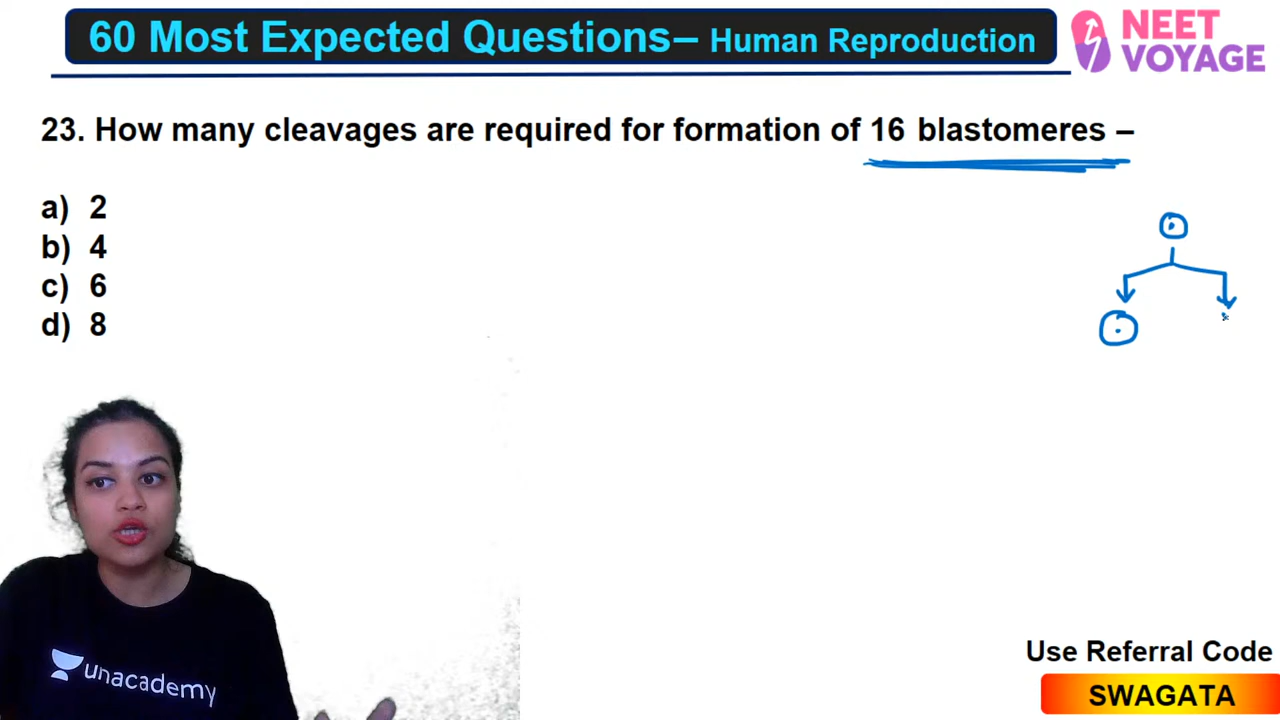 60 Most Expected Questions– Human Reproduction
NEET
VOYAGE
23. How many cleavages are required for formation of 16 blastomeres –
a) 2
b) 4
c) 6
d) 8
unacademy
Use Referral Code
SWAGATA